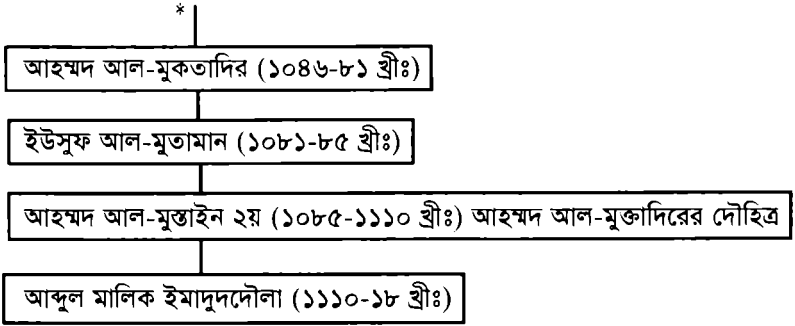 *
আহম্মদ আল-মুকতাদির (১০৪৬-৮১ খ্রীঃ)
ইউসুফ আল-মুতামান (১০৮১-৮৫ খ্রীঃ)
আহম্মদ আল-মুস্তাইন ২য় (১০৮৫-১১১০ খ্রীঃ) আহম্মদ আল-মুক্তাদিরের দৌহিত্র
আব্দুল মালিক ইমাদুদদৌলা (১১১০-১৮ খ্রীঃ)